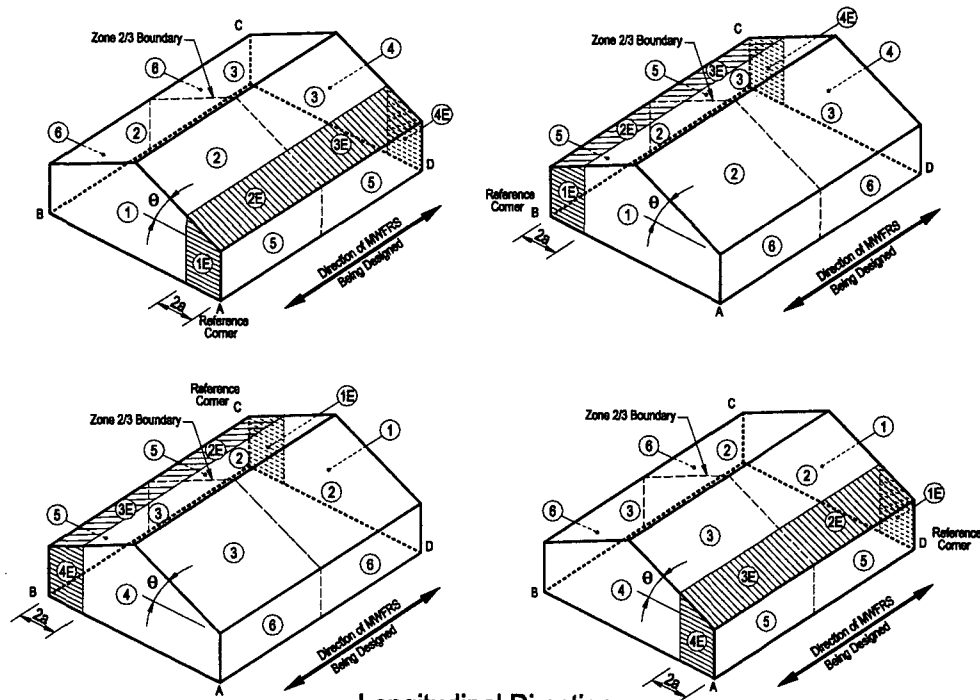 C
Zone 2/3 Boundary
6
3
4
3
6
2
4E
2
3E
D
θ
2E
5
B
1
1E
5
2a
A
Reference
Corner
Direction of MWFRS
Being Designed
4E
C
Zone 2/3 Boundary
4
5
3E
3
3
5
2E
2
2
D
Reference
Corner
1E
θ
6
B
1
2a
6
A
Direction of MWFRS
Being Designed
Reference
Corner
C
1E
Zone 2/3 Boundary
1
5
2E
2
2
5
3E
3
3
D
4E
θ
6
B
4
2a
6
A
Direction of MWFRS
Being Designed
C
Zone 2/3 Boundary
1
6
2
2
6
3
1E
3
2E
D
Reference
Corner
θ
3E
5
B
4
4E
5
2a
A
Direction of MWFRS
Being Designed